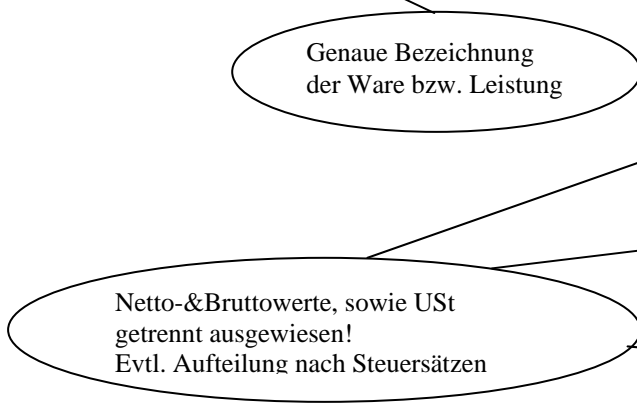 Genaue Bezeichnung
der Ware bzw. Leistung
Netto-&Bruttowerte, sowie USt
getrennt ausgewiesen!
Evtl. Aufteilung nach Steuersätzen